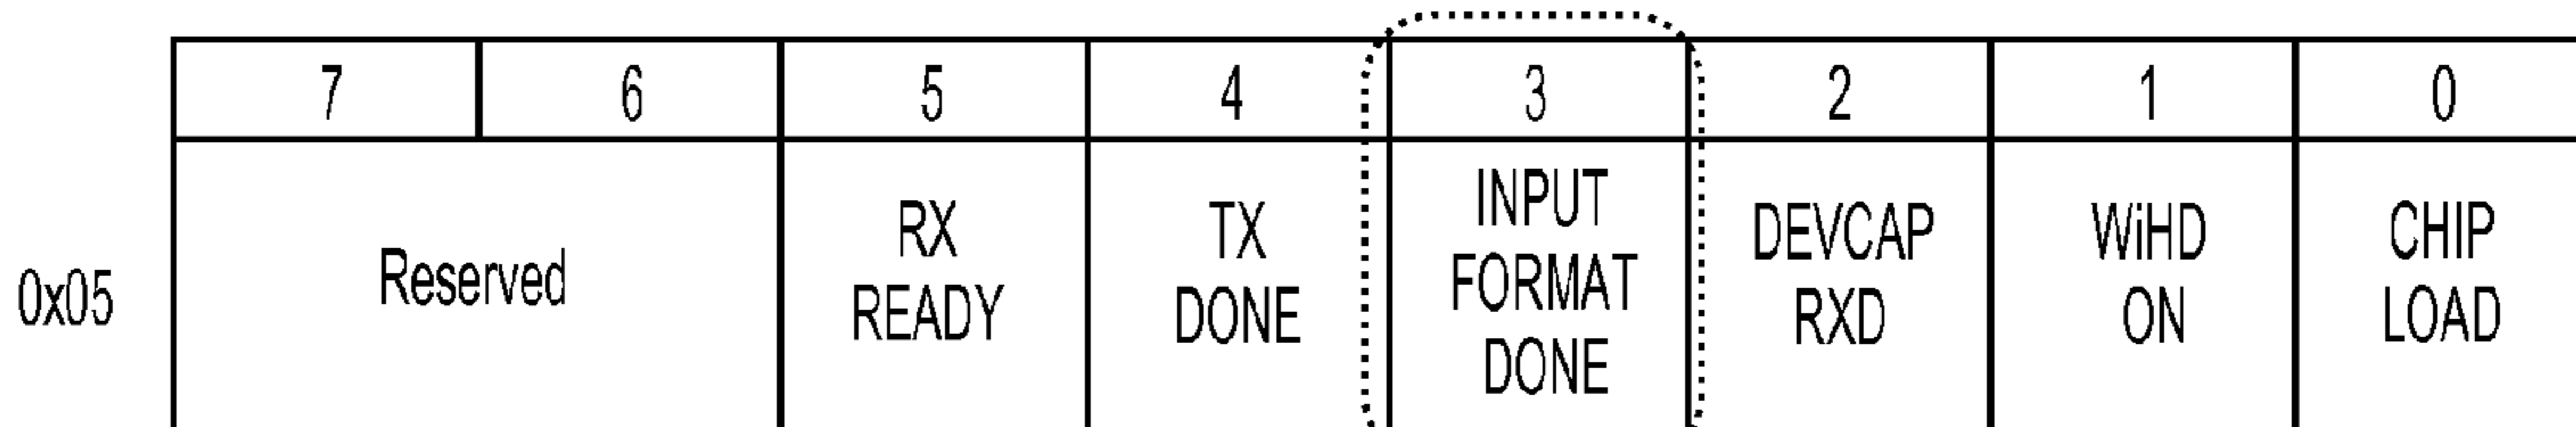 7 6 5 4 3 2 1 0
0x05
Reserved
RX
READY
TX
DONE
INPUT
FORMAT
DONE
DEVCAP
RXD
WiHD
ON
CHIP
LOAD